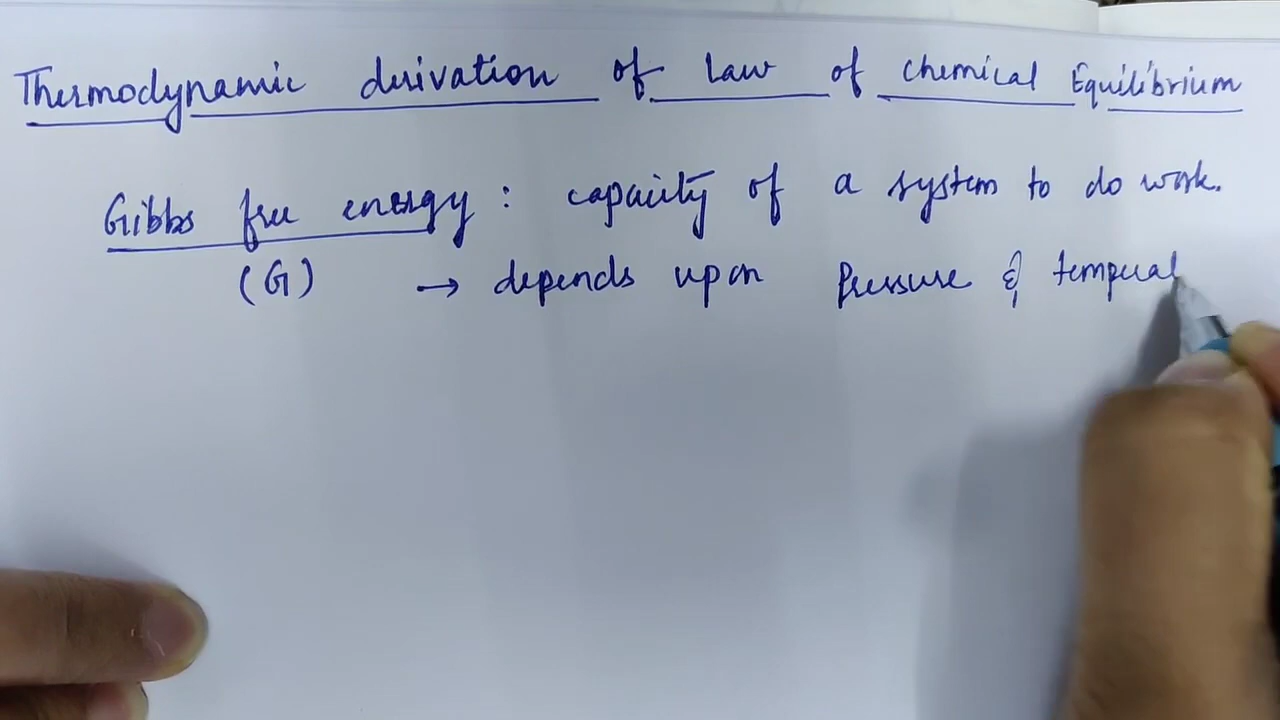 Thermodynamic derivation of law of chemical Equilibrium
Gibbs free energy : capacity of a system to do work.
(G) → depends upon Pressure & temperat